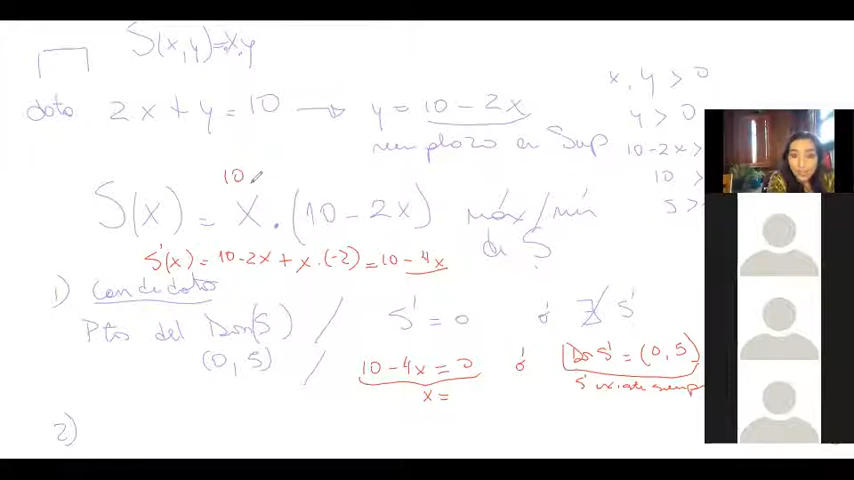 S(x,y)=x.y
dato 2x+y=10 → y = 10-2x
reemplazo en Sup
x, y > 0
y > 0
10-2x >
10 >
5 >
10
S(x) = x.(10-2x) máx/mín
de S
S'(x) = 10-2x + x.(-2) = 10-4x
1) Candidatos
Ptos del Dom(S) / S' = 0 ó ∄ S'
(0,5) / 10-4x=0 ó Dom S' = (0,5)
x =
S' existe siemp
2)